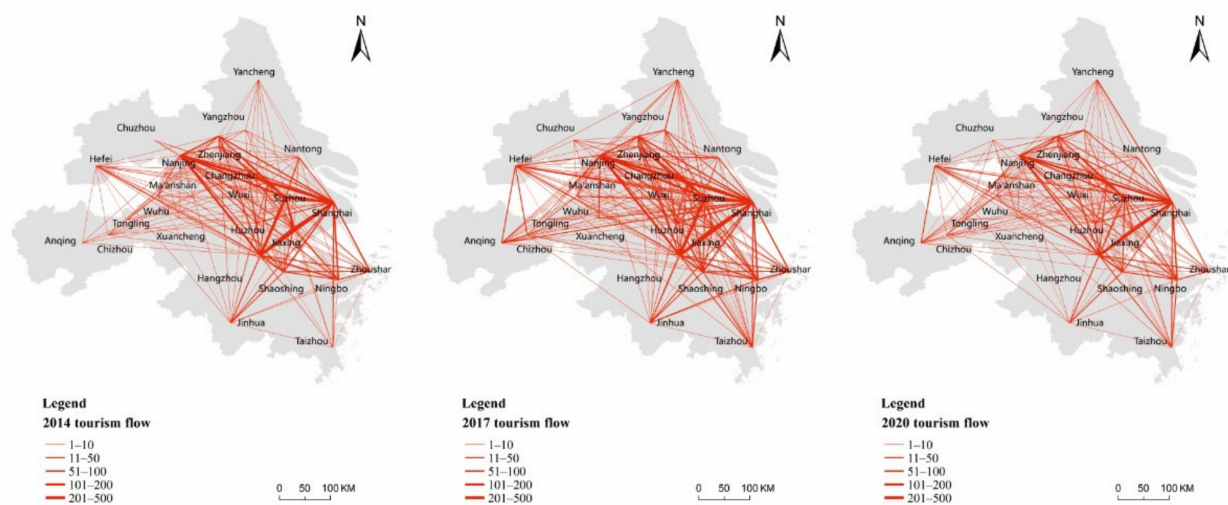 N
Yancheng
Yangzhou
Chuzhou
Nantong
Zhenjiang
Hefei
Nanjing
Changzhou
Ma'anshan
Wuxi
Suzhou
Wuhu
Shanghai
Tongling
Huzhou
Anqing
Xuancheng
Jiaxing
Chizhou
Zhoushan
Hangzhou
Shaoshing
Ningbo
Jinhua
Taizhou
Legend
2014 tourism flow
1–10
11–50
51–100
101–200
201–500
0 50 100 KM
N
Yancheng
Yangzhou
Chuzhou
Nantong
Zhenjiang
Hefei
Nanjing
Changzhou
Ma'anshan
Wuxi
Suzhou
Wuhu
Shanghai
Tongling
Huzhou
Anqing
Xuancheng
Jiaxing
Chizhou
Zhoushan
Hangzhou
Shaoshing
Ningbo
Jinhua
Taizhou
Legend
2017 tourism flow
1–10
11–50
51–100
101–200
201–500
0 50 100 KM
N
Yancheng
Yangzhou
Chuzhou
Nantong
Zhenjiang
Hefei
Nanjing
Changzhou
Ma'anshan
Wuxi
Suzhou
Wuhu
Shanghai
Tongling
Huzhou
Anqing
Xuancheng
Jiaxing
Chizhou
Zhoushan
Hangzhou
Shaoshing
Ningbo
Jinhua
Taizhou
Legend
2020 tourism flow
1–10
11–50
51–100
101–200
201–500
0 50 100 KM